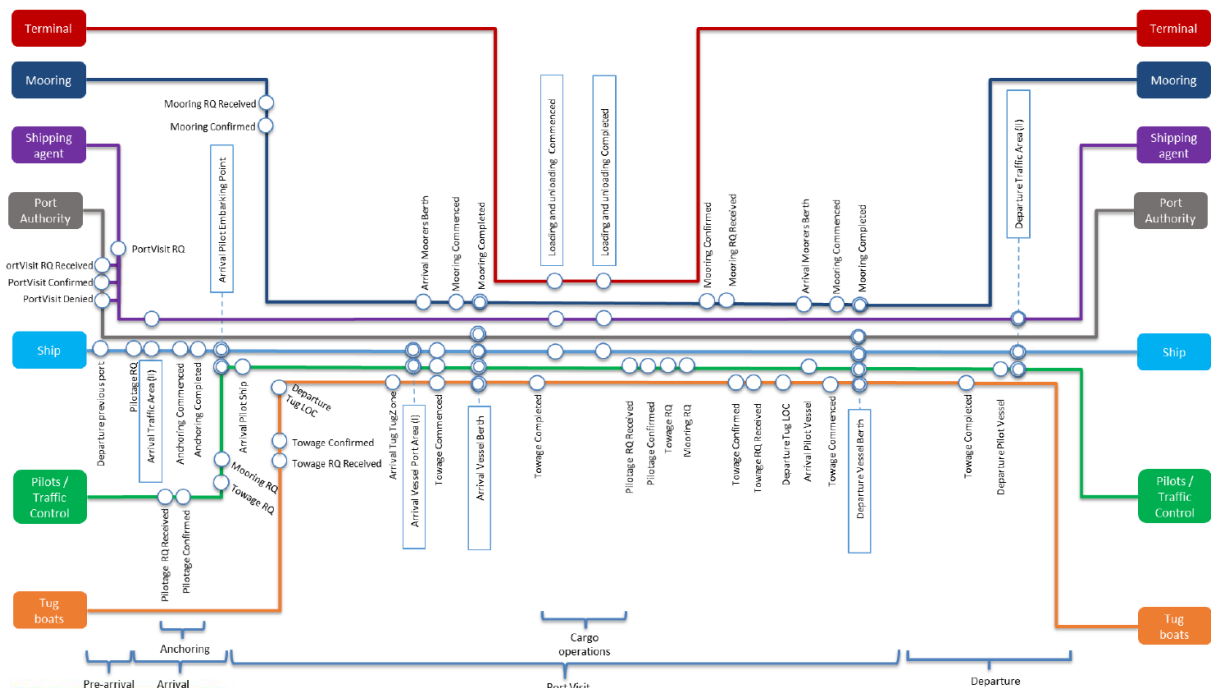 Terminal
Terminal
Mooring
Mooring
Mooring RQ Received
Mooring Confirmed
Shipping
agent
Shipping
agent
Arrival Pilot Embarking Point
Loading and unloading Commenced
Loading and unloading Completed
Departure Traffic Area (II)
Port
Authority
Port
Authority
PortVisit RQ
ortVisit RQ Received
PortVisit Confirmed
PortVisit Denied
Arrival Moorers Berth
Mooring Commenced
Mooring Completed
Mooring Confirmed
Mooring RQ Received
Arrival Moorers Berth
Mooring Commenced
Mooring Completed
Ship
Ship
Departure previous port
Pilotage RQ
Arrival Traffic Area (II)
Anchoring Commenced
Anchoring Completed
Arrival Pilot Ship
Departure
Tug LOC
Towage Confirmed
Towage RQ Received
Mooring RQ
Towage RQ
Arrival Tug TugZone
Arrival Vessel Port Area (I)
Towage Commenced
Arrival Vessel Berth
Towage Completed
Pilotage RQ Received
Pilotage Confirmed
Towage RQ
Mooring RQ
Towage Confirmed
Towage RQ Received
Departure Tug LOC
Arrival Pilot Vessel
Towage Commenced
Departure Vessel Berth
Towage Completed
Departure Pilot Vessel
Pilots /
Traffic
Control
Pilots /
Traffic
Control
Pilotage RQ Received
Pilotage Confirmed
Tug
boats
Tug
boats
Anchoring
Cargo
operations
Pre-arrival
Arrival
Port Visit
Departure